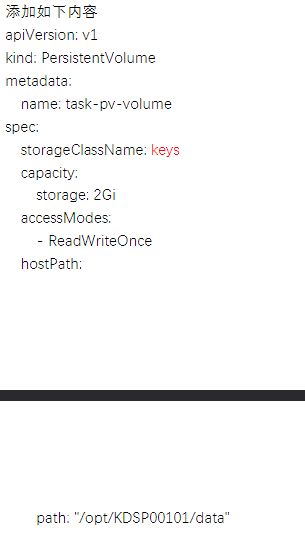 添加如下内容
apiVersion: v1
kind: PersistentVolume
metadata:
    name: task-pv-volume
spec:
    storageClassName: keys
    capacity:
        storage: 2Gi
    accessModes:
        - ReadWriteOnce
    hostPath:
        path: "/opt/KDSP00101/data"